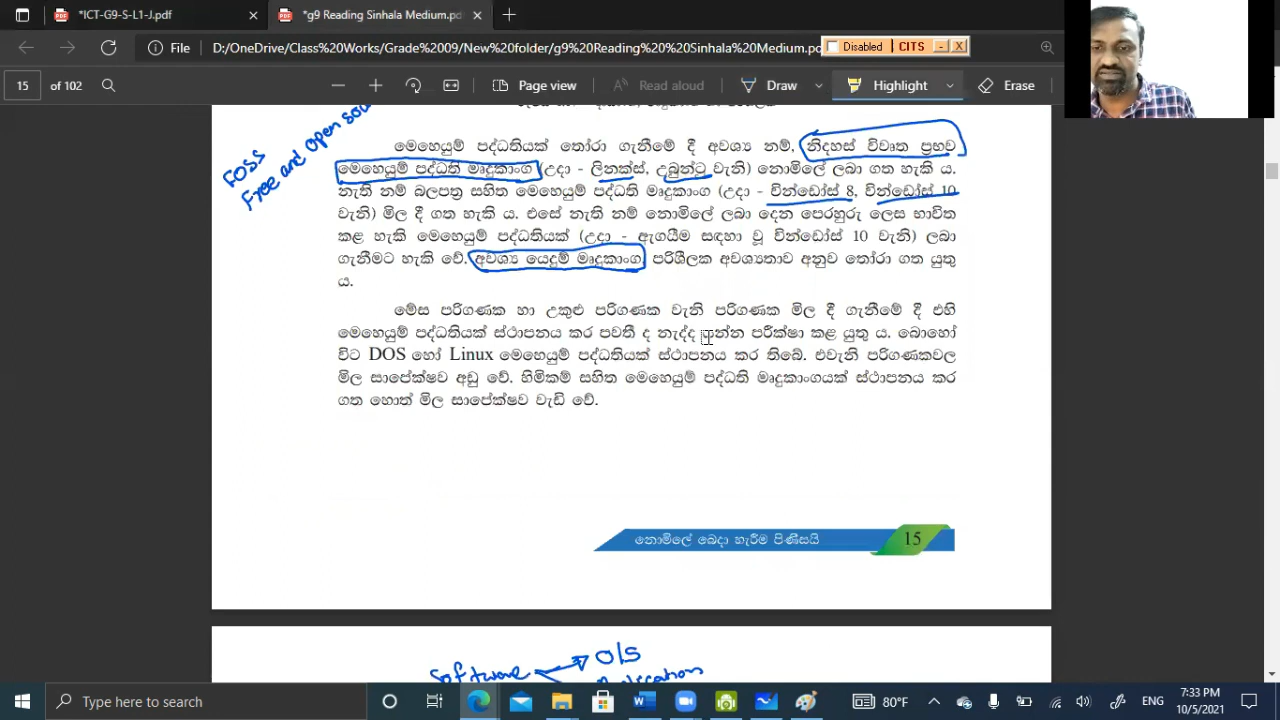 *ICT-G9-S-L1-J.pdf
*g9 Reading Sinhala Medium.pdf
File
D:/OneDrive/Class%20Works/Grade%2009/New%20folder/g9%20Reading%20%20Sinhala%20Medium.pd
Disabled CITS - X
15 of 102
Page view
Read aloud
Draw
Highlight
Erase
FOSS
Free and open sou
මෙහෙයුම් පද්ධතියක් තෝරා ගැනීමේ දී අවශ්‍ය නම්, නිදහස් විවෘත ප්‍රභව
මෙහෙයුම් පද්ධති මෘදුකාංග (උදා - ලිනක්ස්, උබුන්ටු වැනි) නොමිලේ ලබා ගත හැකි ය.
නැති නම් බලපත්‍ර සහිත මෙහෙයුම් පද්ධති මෘදුකාංග (උදා - වින්ඩෝස් 8, වින්ඩෝස් 10
වැනි) මිල දී ගත හැකි ය. එසේ නැති නම් නොමිලේ ලබා දෙන පෙරහුරු ලෙස භාවිත
කළ හැකි මෙහෙයුම් පද්ධතියක් (උදා - ඇගයීම සඳහා වූ වින්ඩෝස් 10 වැනි) ලබා
ගැනීමට හැකි වේ. අවශ්‍ය යෙදුම් මෘදුකාංග පරිශීලක අවශ්‍යතාව අනුව තෝරා ගත යුතු
ය.
මේස පරිගණක හා උකුළු පරිගණක වැනි පරිගණක මිල දී ගැනීමේ දී එහි
මෙහෙයුම් පද්ධතියක් ස්ථාපනය කර පවතී ද නැද්ද යන්න පරීක්ෂා කළ යුතු ය. බොහෝ
විට DOS හෝ Linux මෙහෙයුම් පද්ධතියක් ස්ථාපනය කර තිබේ. එවැනි පරිගණකවල
මිල සාපේක්ෂව අඩු වේ. හිමිකම් සහිත මෙහෙයුම් පද්ධති මෘදුකාංගයක් ස්ථාපනය කර
ගත හොත් මිල සාපේක්ෂව වැඩි වේ.
නොමිලේ බෙදා හැරීම පිණිසයි 15
Software O/S
Type here to search
80°F
ENG
7:33 PM
10/5/2021